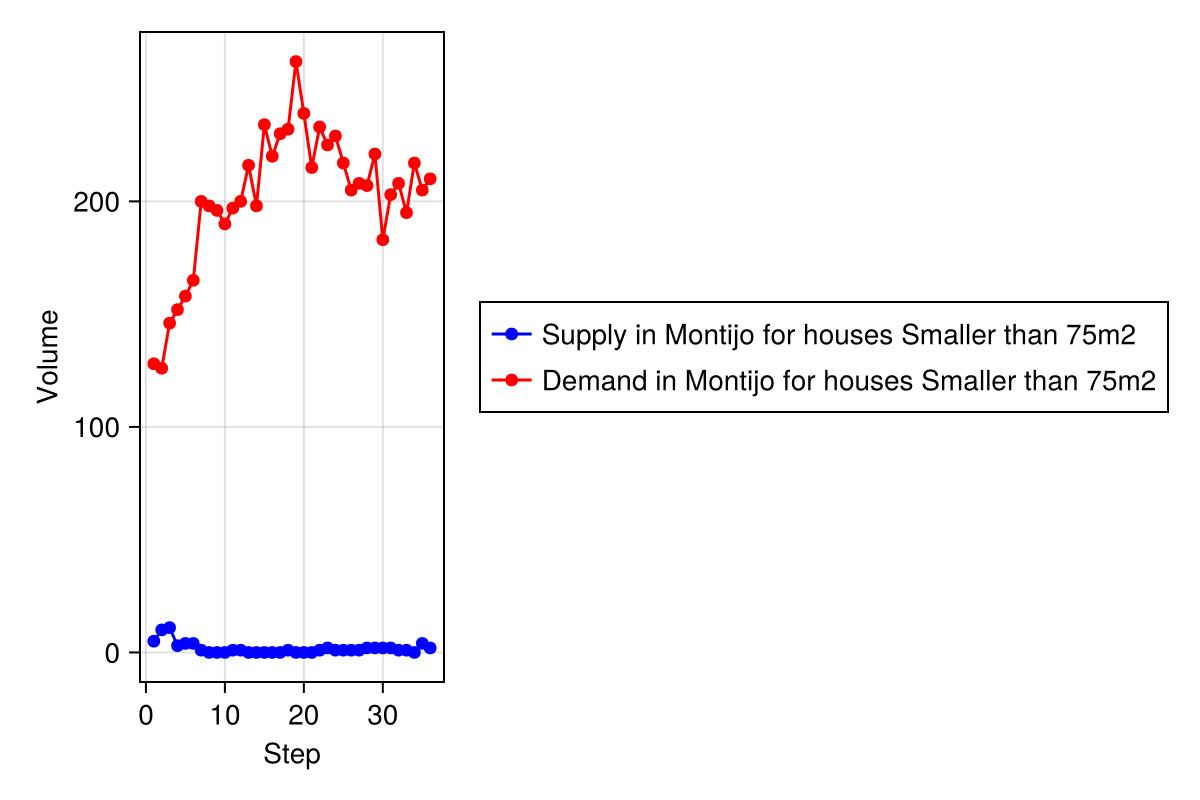 Volume
200
100
0
0 10 20 30
Step
Supply in Montijo for houses Smaller than 75m2
Demand in Montijo for houses Smaller than 75m2